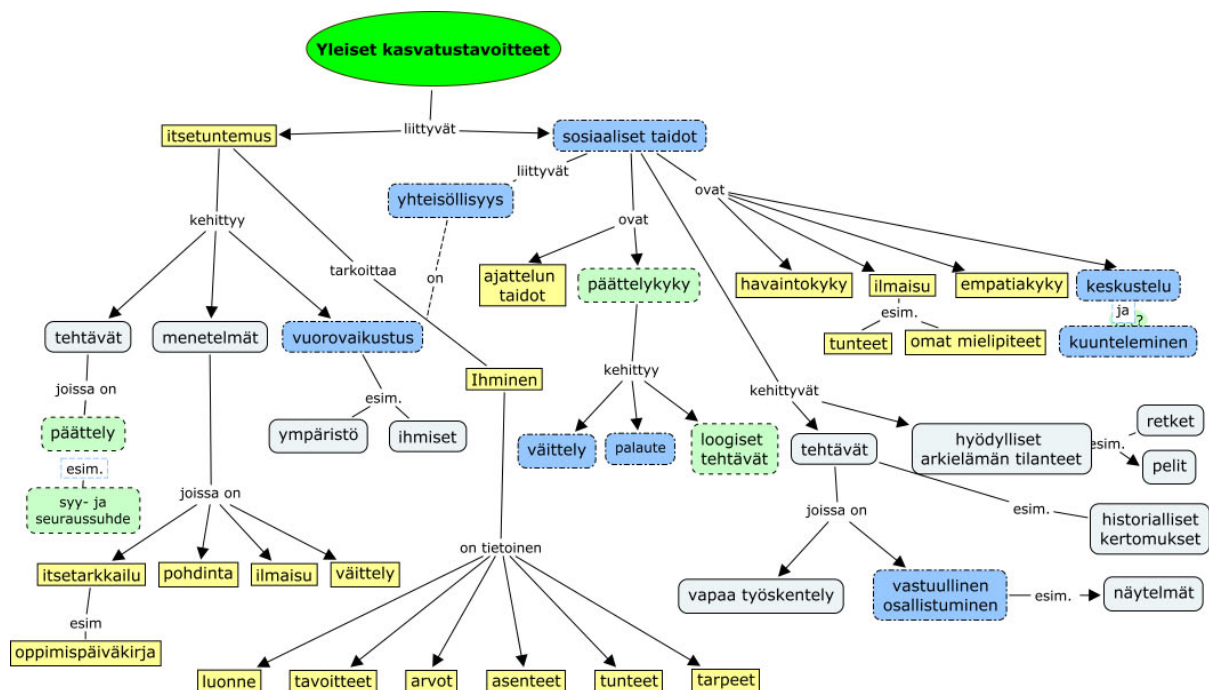 Yleiset kasvatustavoitteet
liittyvät
itsetuntemus
sosiaaliset taidot
liittyvät
yhteisöllisyys
ovat
kehittyy
ovat
tarkoittaa
on
ajattelun
taidot
päättelykyky
havaintokyky
ilmaisu
empatiakyky
keskustelu
esim.
ja
?
tehtävät
menetelmät
vuorovaikustus
tunteet
omat mielipiteet
kuunteleminen
joissa on
Ihminen
kehittyy
kehittyvät
esim.
päättely
ympäristö
ihmiset
väittely
palaute
loogiset
tehtävät
tehtävät
hyödylliset
arkielämän tilanteet
esim.
retket
pelit
esim.
syy- ja
seuraussuhde
joissa on
joissa on
esim.
historialliset
kertomukset
on tietoinen
itsetarkkailu
pohdinta
ilmaisu
väittely
vapaa työskentely
vastuullinen
osallistuminen
esim.
näytelmät
esim
oppimispäiväkirja
luonne
tavoitteet
arvot
asenteet
tunteet
tarpeet